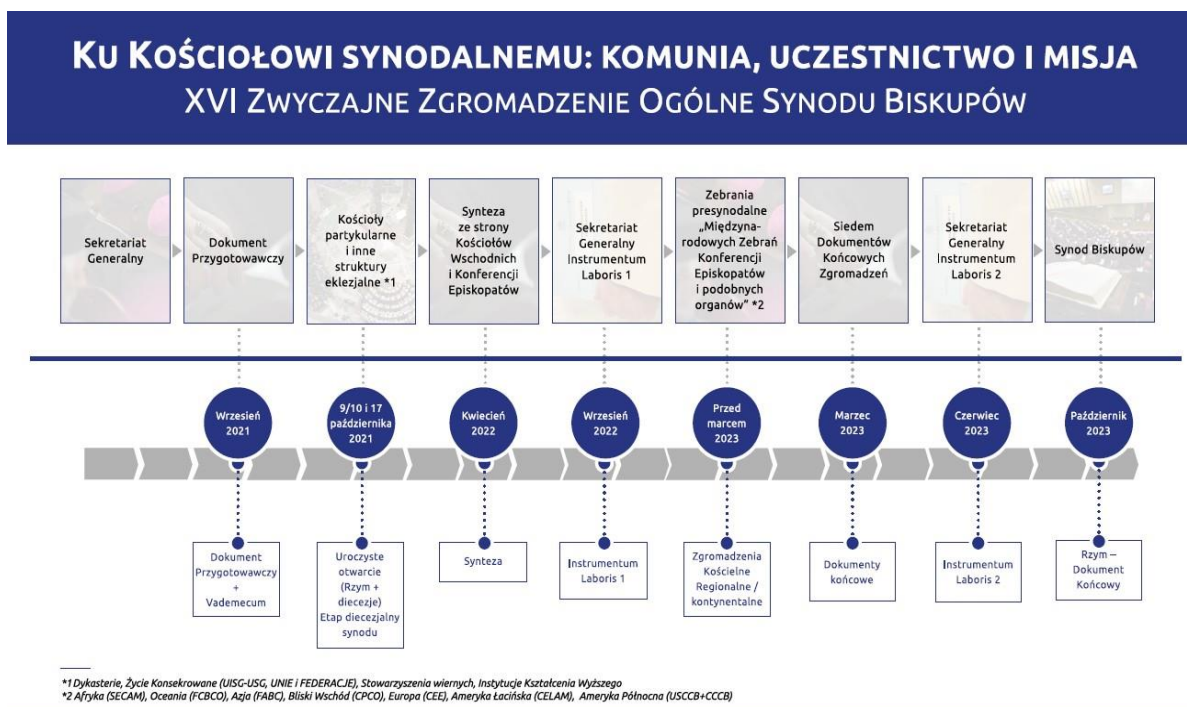 KU KOŚCIOŁOWI SYNODALNEMU: KOMUNIA, UCZESTNICTWO I MISJA
XVI ZWYCZAJNE ZGROMADZENIE OGÓLNE SYNODU BISKUPÓW
Sekretariat
Generalny
Dokument
Przygotowawczy
Kościoły
partykularne
i inne
struktury
eklezjalne *1
Synteza
ze strony
Kościołów
Wschodnich
i Konferencji
Episkopatów
Sekretariat
Generalny
Instrumentum
Laboris 1
Zebrania
presynodalne
„Międzyna-
rodowych Zebrań
Konferencji
Episkopatów
i podobnych
organów” *2
Siedem
Dokumentów
Końcowych
Zgromadzeń
Sekretariat
Generalny
Instrumentum
Laboris 2
Synod Biskupów
Wrzesień
2021
9/10 i 17
października
2021
Kwiecień
2022
Wrzesień
2022
Przed
marcem
2023
Marzec
2023
Czerwiec
2023
Październik
2023
Dokument
Przygotowawczy
+
Vademecum
Uroczyste
otwarcie
(Rzym +
diecezje)
Etap diecezjalny
synodu
Synteza
Instrumentum
Laboris 1
Zgromadzenia
Kościelne
Regionalne /
kontynentalne
Dokumenty
końcowe
Instrumentum
Laboris 2
Rzym –
Dokument
Końcowy
*1 Dykasterie, Życie Konsekrowane (UISG-USG, UNIE i FEDERACJE), Stowarzyszenia wiernych, Instytucje Kształcenia Wyższego
*2 Afryka (SECAM), Oceania (FCBCO), Azja (FABC), Bliski Wschód (CPCO), Europa (CEE), Ameryka Łacińska (CELAM), Ameryka Północna (USCCB+CCCB)